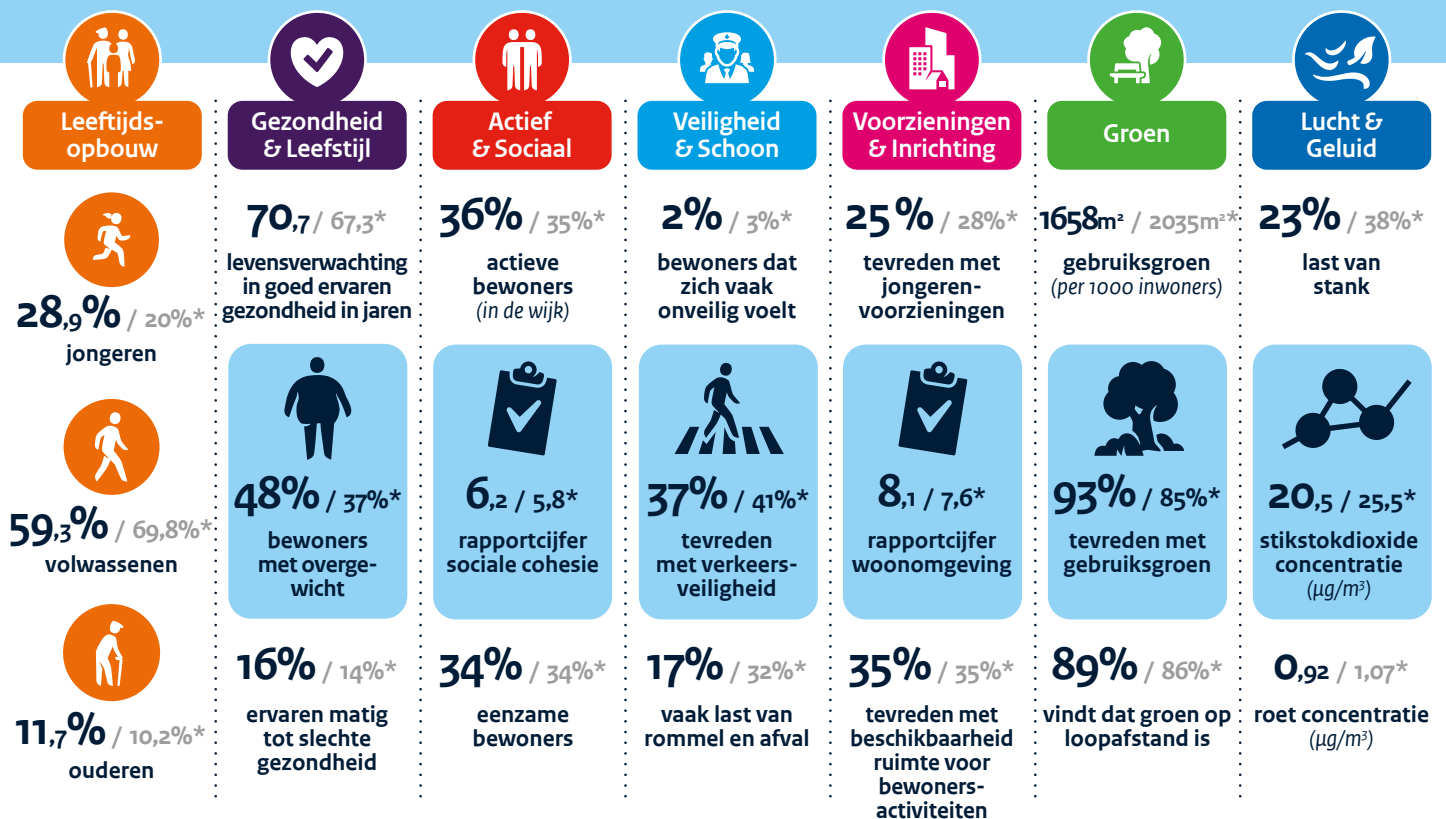 Leeftijds-
opbouw
28,9% / 20%*
jongeren
59,3% / 69,8%*
volwassenen
11,7% / 10,2%*
ouderen
Gezondheid
& Leefstijl
70,7 / 67,3*
levensverwachting
in goed ervaren
gezondheid in jaren
48% / 37%*
bewoners
met overge-
wicht
16% / 14%*
ervaren matig
tot slechte
gezondheid
Actief
& Sociaal
36% / 35%*
actieve
bewoners
(in de wijk)
6,2 / 5,8*
rapportcijfer
sociale cohesie
34% / 34%*
eenzame
bewoners
Veiligheid
& Schoon
2% / 3%*
bewoners dat
zich vaak
onveilig voelt
37% / 41%*
tevreden
met verkeers-
veiligheid
17% / 32%*
vaak last van
rommel en afval
Voorzieningen
& Inrichting
25% / 28%*
tevreden met
jongeren-
voorzieningen
8,1 / 7,6*
rapportcijfer
woonomgeving
35% / 35%*
tevreden met
beschikbaarheid
ruimte voor
bewoners-
activiteiten
Groen
1658m² / 2035m²*
gebruiksgroen
(per 1000 inwoners)
93% / 85%*
tevreden met
gebruiksgroen
89% / 86%*
vindt dat groen op
loopafstand is
Lucht &
Geluid
23% / 38%*
last van
stank
20,5 / 25,5*
stikstokdioxide
concentratie
(µg/m³)
0,92 / 1,07*
roet concentratie
(µg/m³)